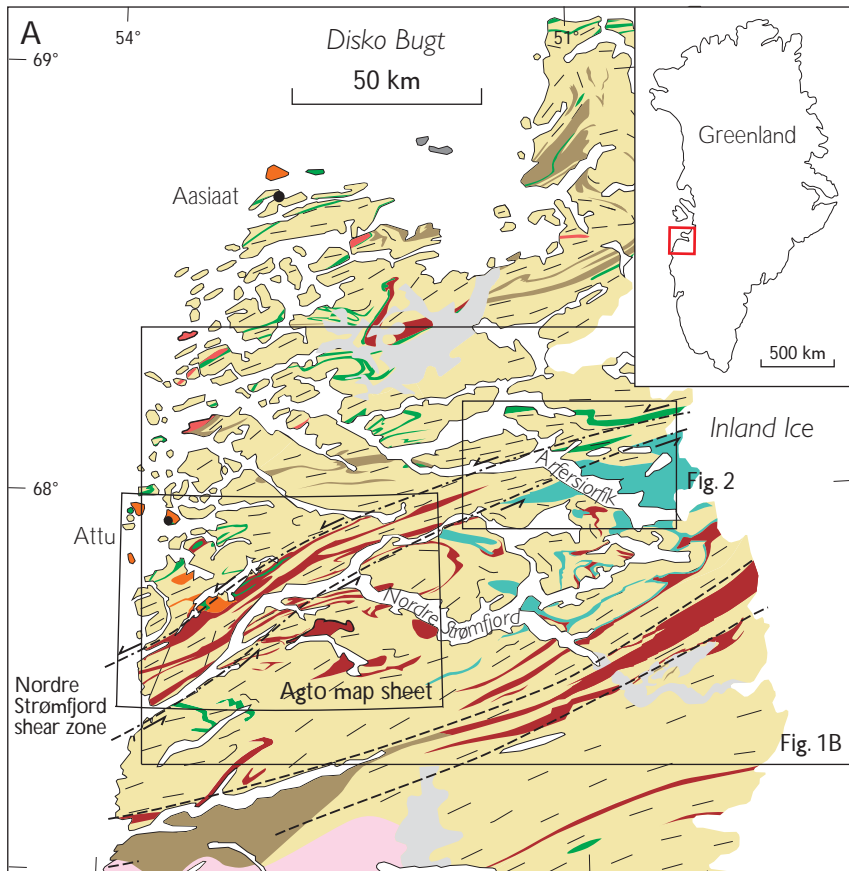 A
54°
Disko Bugt
51°
69°
50 km
Greenland
Aasiaat
500 km
Inland Ice
Arfersiorfik
68°
Fig. 2
Attu
Nordre Strømfjord
Agto map sheet
Nordre
Strømfjord
shear zone
Fig. 1B